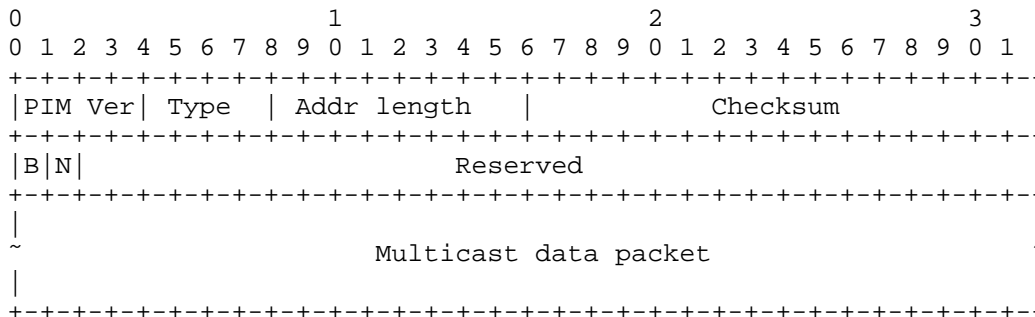 0                   1                   2                   3
0 1 2 3 4 5 6 7 8 9 0 1 2 3 4 5 6 7 8 9 0 1 2 3 4 5 6 7 8 9 0 1
+-+-+-+-+-+-+-+-+-+-+-+-+-+-+-+-+-+-+-+-+-+-+-+-+-+-+-+-+-+-+-+-
|PIM Ver| Type  | Addr length   |           Checksum
+-+-+-+-+-+-+-+-+-+-+-+-+-+-+-+-+-+-+-+-+-+-+-+-+-+-+-+-+-+-+-+-
|B|N|                       Reserved
+-+-+-+-+-+-+-+-+-+-+-+-+-+-+-+-+-+-+-+-+-+-+-+-+-+-+-+-+-+-+-+-
|
~                      Multicast data packet                    ~
|
+-+-+-+-+-+-+-+-+-+-+-+-+-+-+-+-+-+-+-+-+-+-+-+-+-+-+-+-+-+-+-+-